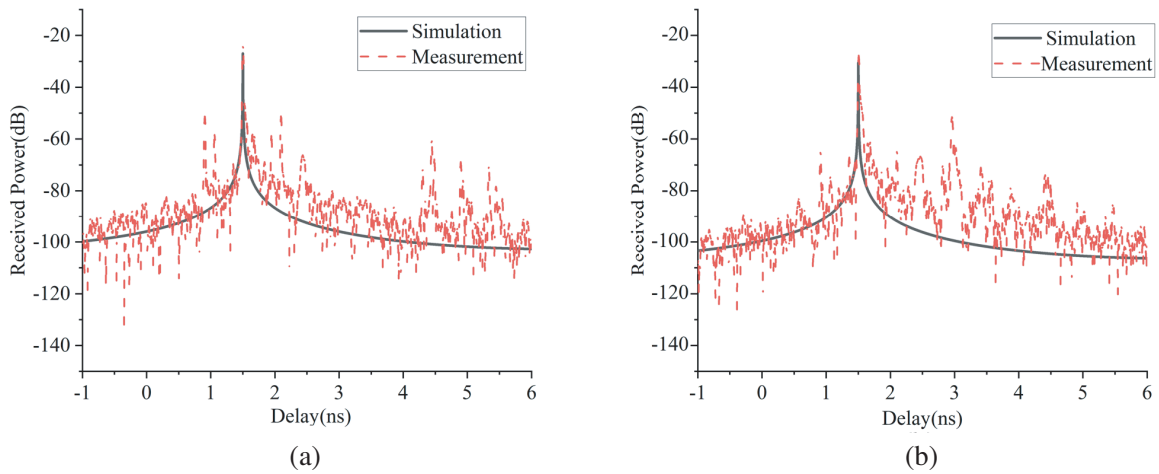 Simulation
Measurement
Received Power(dB)
-20
-40
-60
-80
-100
-120
-140
-1 0 1 2 3 4 5 6
Delay(ns)
(a)
Simulation
Measurement
Received Power(dB)
-20
-40
-60
-80
-100
-120
-140
-1 0 1 2 3 4 5 6
Delay(ns)
(b)